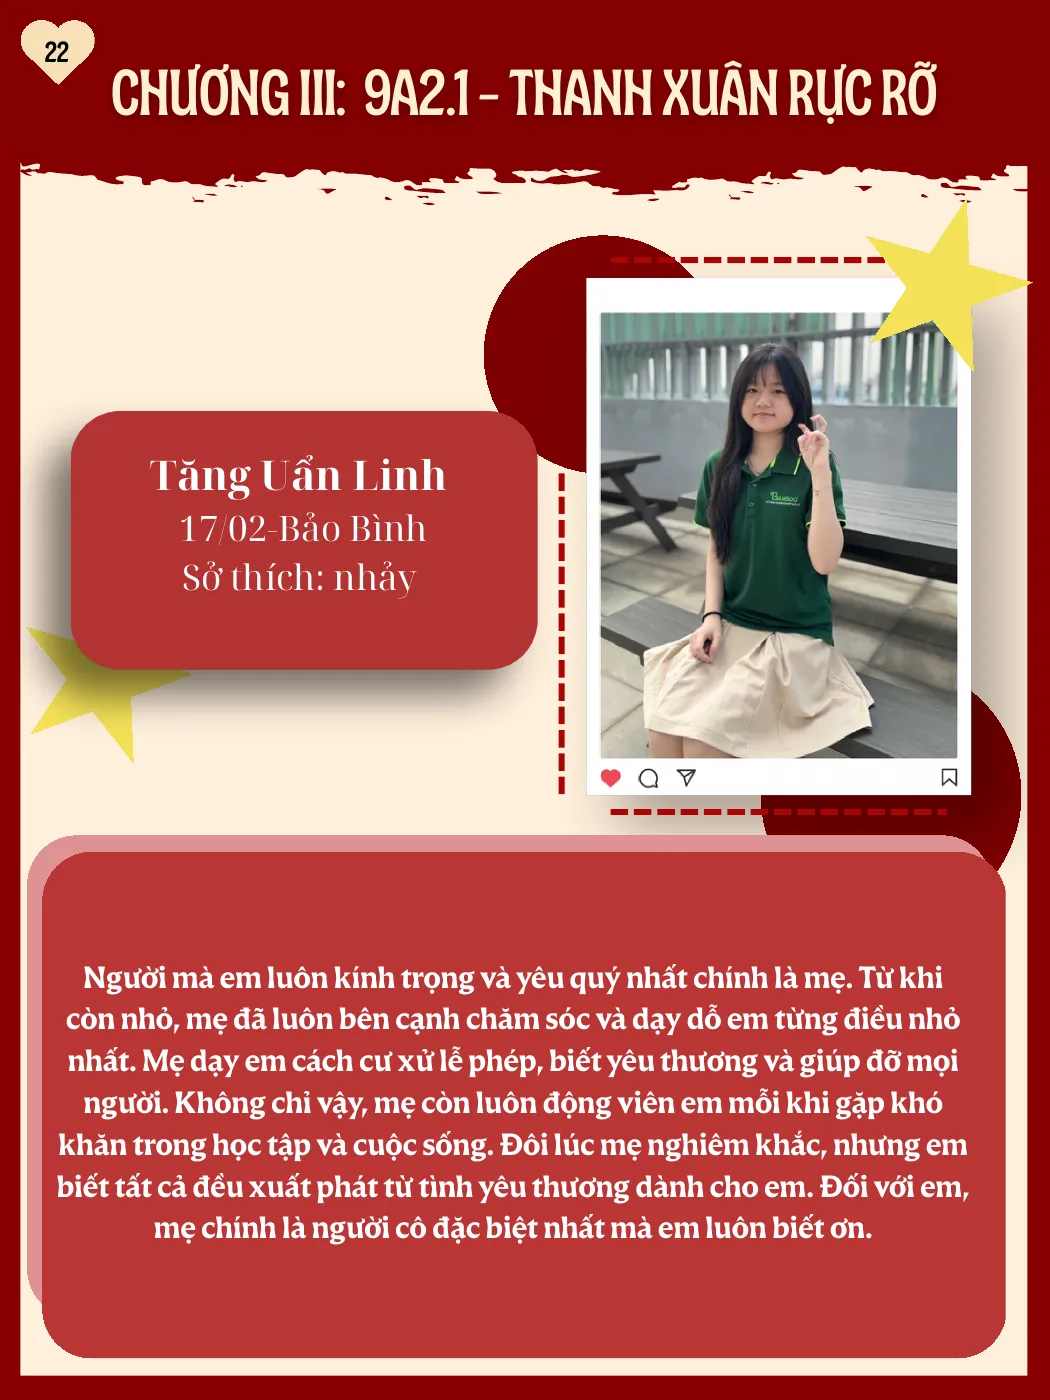 22
CHƯƠNG III: 9A2.1 - THANH XUÂN RỰC RỠ
Tăng Uẩn Linh
17/02-Bảo Bình
Sở thích: nhảy
BAMBOO
Người mà em luôn kính trọng và yêu quý nhất chính là mẹ. Từ khi
còn nhỏ, mẹ đã luôn bên cạnh chăm sóc và dạy dỗ em từng điều nhỏ
nhất. Mẹ dạy em cách cư xử lễ phép, biết yêu thương và giúp đỡ mọi
người. Không chỉ vậy, mẹ còn luôn động viên em mỗi khi gặp khó
khăn trong học tập và cuộc sống. Đôi lúc mẹ nghiêm khắc, nhưng em
biết tất cả đều xuất phát từ tình yêu thương dành cho em. Đối với em,
mẹ chính là người cô đặc biệt nhất mà em luôn biết ơn.